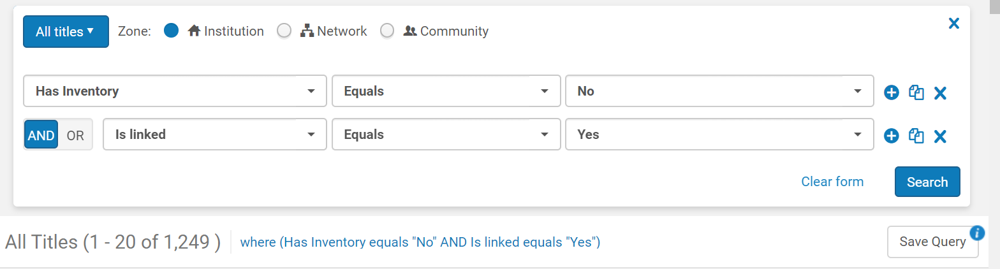 All titles Zone: Institution Network Community
Has Inventory Equals No
AND OR Is linked Equals Yes
Clear form Search
All Titles (1 - 20 of 1,249 ) where (Has Inventory equals "No" AND Is linked equals "Yes") Save Query i